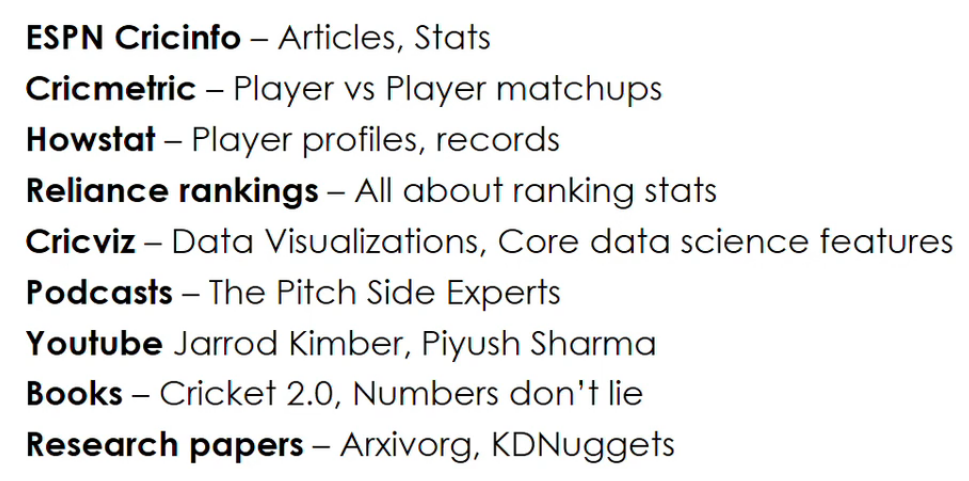 ESPN Cricinfo – Articles, Stats
Cricmetric – Player vs Player matchups
Howstat – Player profiles, records
Reliance rankings – All about ranking stats
Cricviz – Data Visualizations, Core data science features
Podcasts – The Pitch Side Experts
Youtube Jarrod Kimber, Piyush Sharma
Books – Cricket 2.0, Numbers don’t lie
Research papers – Arxivorg, KDNuggets